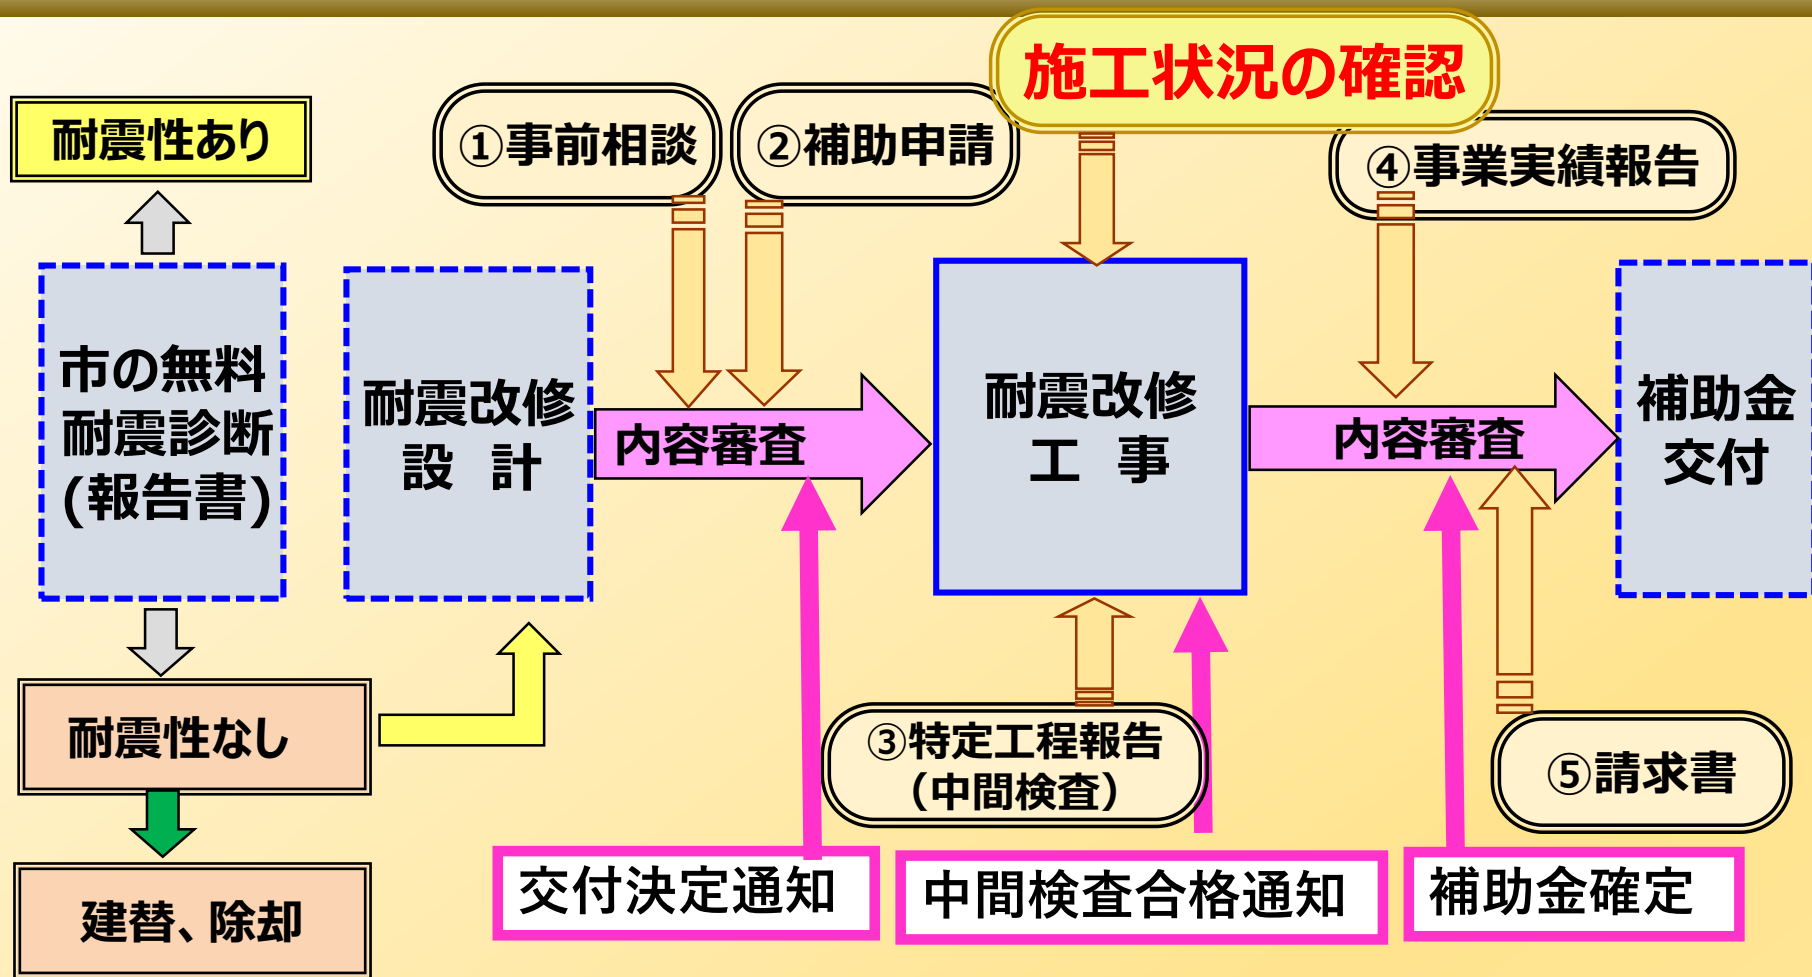 施工状況の確認
耐震性あり
①事前相談
②補助申請
④事業実績報告
市の無料
耐震診断
(報告書)
耐震改修
設 計
内容審査
耐震改修
工 事
内容審査
補助金
交付
耐震性なし
③特定工程報告
（中間検査）
⑤請求書
建替、除却
交付決定通知
中間検査合格通知
補助金確定